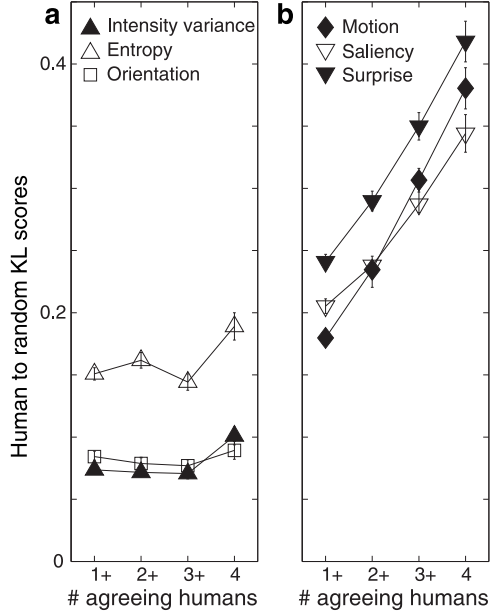 a
Intensity variance
Entropy
Orientation
b
Motion
Saliency
Surprise
0.4
0.2
0
Human to random KL scores
1+ 2+ 3+ 4
# agreeing humans
1+ 2+ 3+ 4
# agreeing humans